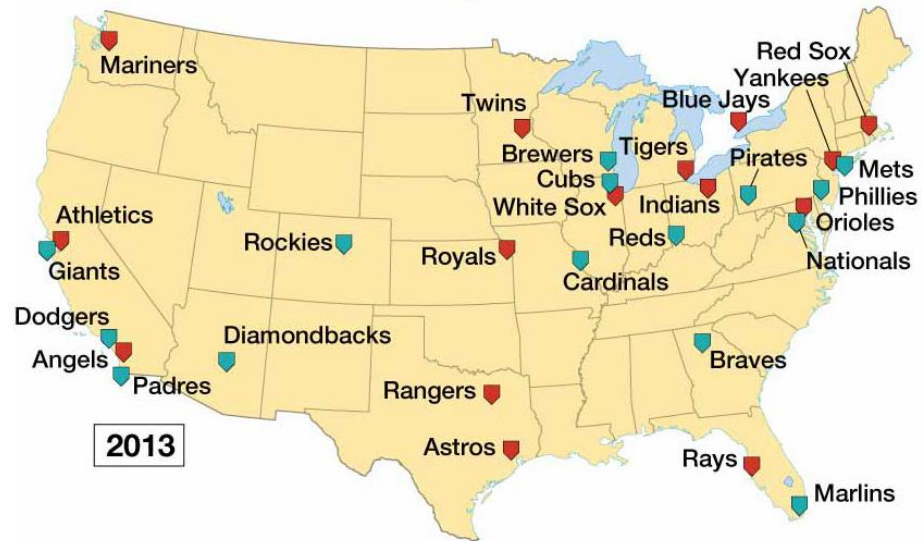 Red Sox
Yankees
Mariners
Blue Jays
Twins
Tigers
Brewers
Pirates
Mets
Cubs
Phillies
White Sox
Indians
Athletics
Orioles
Rockies
Reds
Royals
Nationals
Giants
Cardinals
Dodgers
Diamondbacks
Angels
Braves
Padres
Rangers
2013
Astros
Rays
Marlins